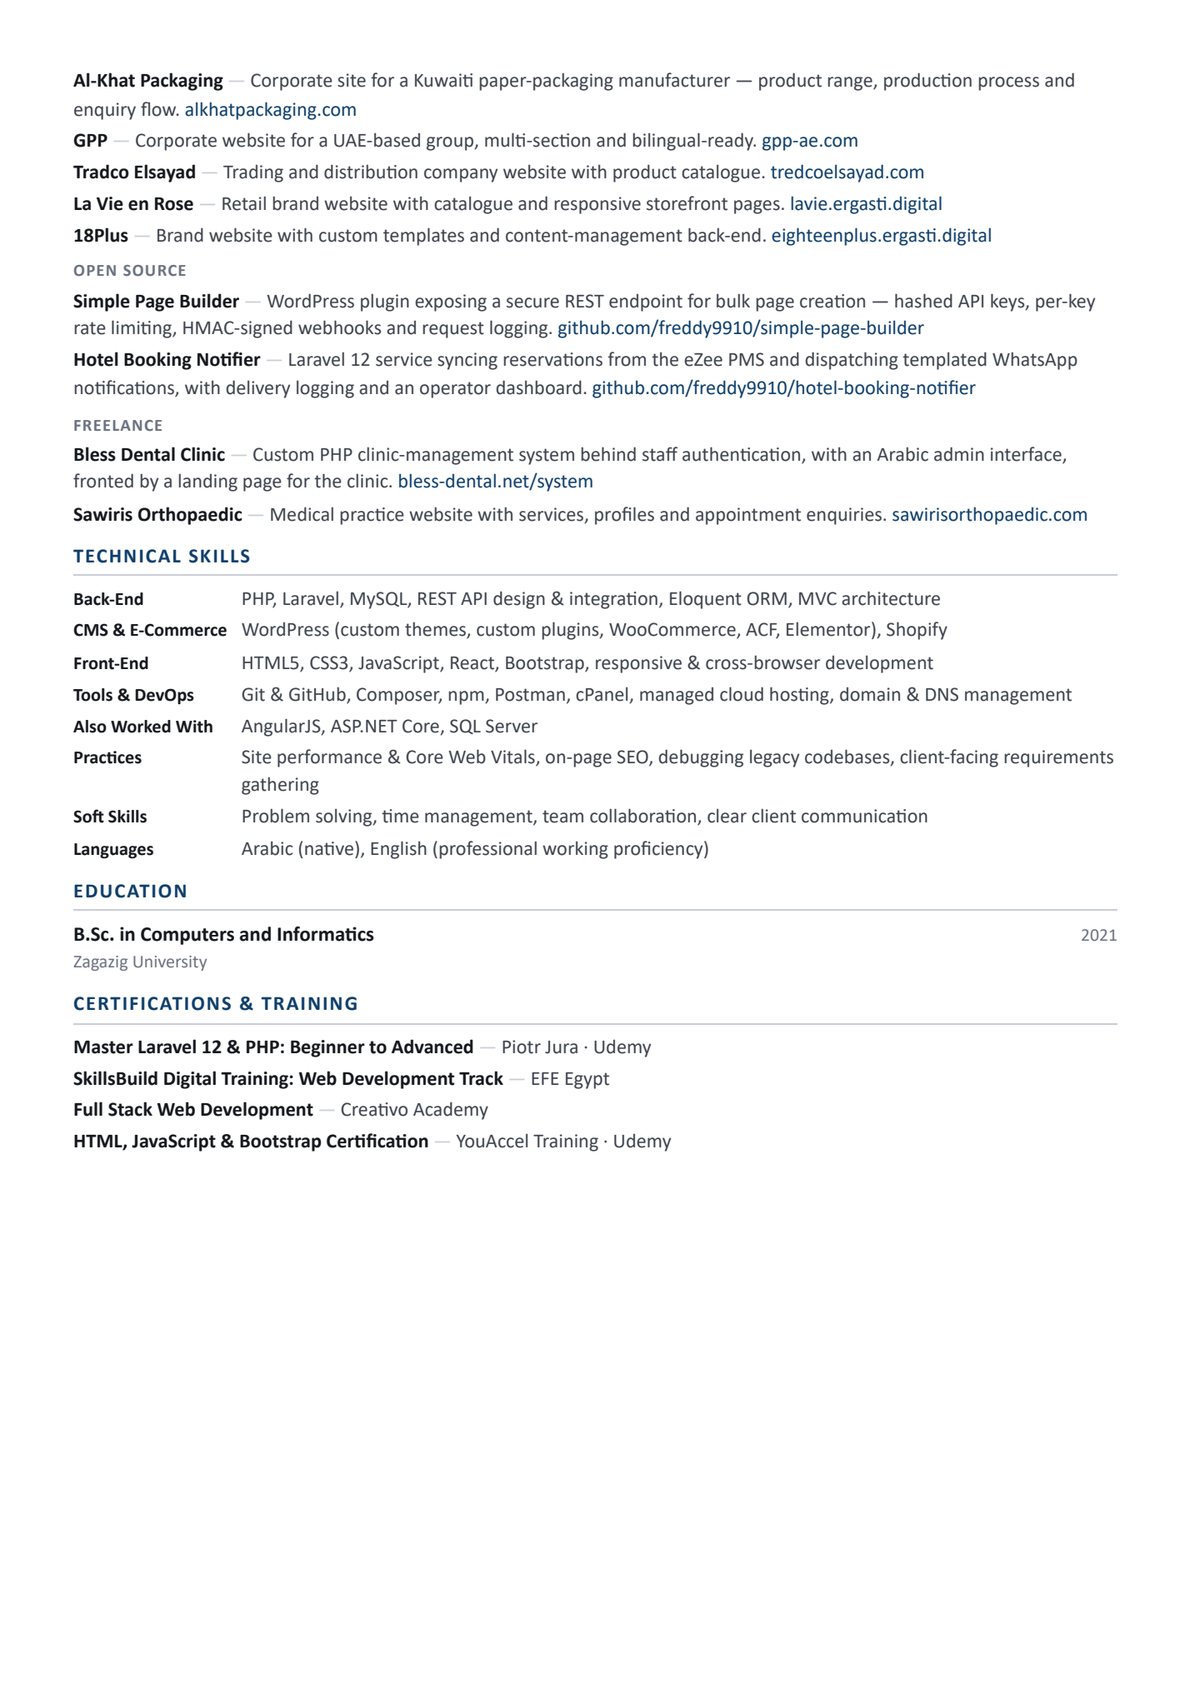 Al-Khat Packaging — Corporate site for a Kuwaiti paper-packaging manufacturer — product range, production process and
enquiry flow. alkhatpackaging.com
GPP — Corporate website for a UAE-based group, multi-section and bilingual-ready. gpp-ae.com
Tradco Elsayad — Trading and distribution company website with product catalogue. tredcoelsayad.com
La Vie en Rose — Retail brand website with catalogue and responsive storefront pages. lavie.ergasti.digital
18Plus — Brand website with custom templates and content-management back-end. eighteenplus.ergasti.digital
OPEN SOURCE
Simple Page Builder — WordPress plugin exposing a secure REST endpoint for bulk page creation — hashed API keys, per-key
rate limiting, HMAC-signed webhooks and request logging. github.com/freddy9910/simple-page-builder
Hotel Booking Notifier — Laravel 12 service syncing reservations from the eZee PMS and dispatching templated WhatsApp
notifications, with delivery logging and an operator dashboard. github.com/freddy9910/hotel-booking-notifier
FREELANCE
Bless Dental Clinic — Custom PHP clinic-management system behind staff authentication, with an Arabic admin interface,
fronted by a landing page for the clinic. bless-dental.net/system
Sawiris Orthopaedic — Medical practice website with services, profiles and appointment enquiries. sawirisorthopaedic.com
TECHNICAL SKILLS
Back-End PHP, Laravel, MySQL, REST API design & integration, Eloquent ORM, MVC architecture
CMS & E-Commerce WordPress (custom themes, custom plugins, WooCommerce, ACF, Elementor), Shopify
Front-End HTML5, CSS3, JavaScript, React, Bootstrap, responsive & cross-browser development
Tools & DevOps Git & GitHub, Composer, npm, Postman, cPanel, managed cloud hosting, domain & DNS management
Also Worked With AngularJS, ASP.NET Core, SQL Server
Practices Site performance & Core Web Vitals, on-page SEO, debugging legacy codebases, client-facing requirements
gathering
Soft Skills Problem solving, time management, team collaboration, clear client communication
Languages Arabic (native), English (professional working proficiency)
EDUCATION
B.Sc. in Computers and Informatics 2021
Zagazig University
CERTIFICATIONS & TRAINING
Master Laravel 12 & PHP: Beginner to Advanced — Piotr Jura · Udemy
SkillsBuild Digital Training: Web Development Track — EFE Egypt
Full Stack Web Development — Creativo Academy
HTML, JavaScript & Bootstrap Certification — YouAccel Training · Udemy